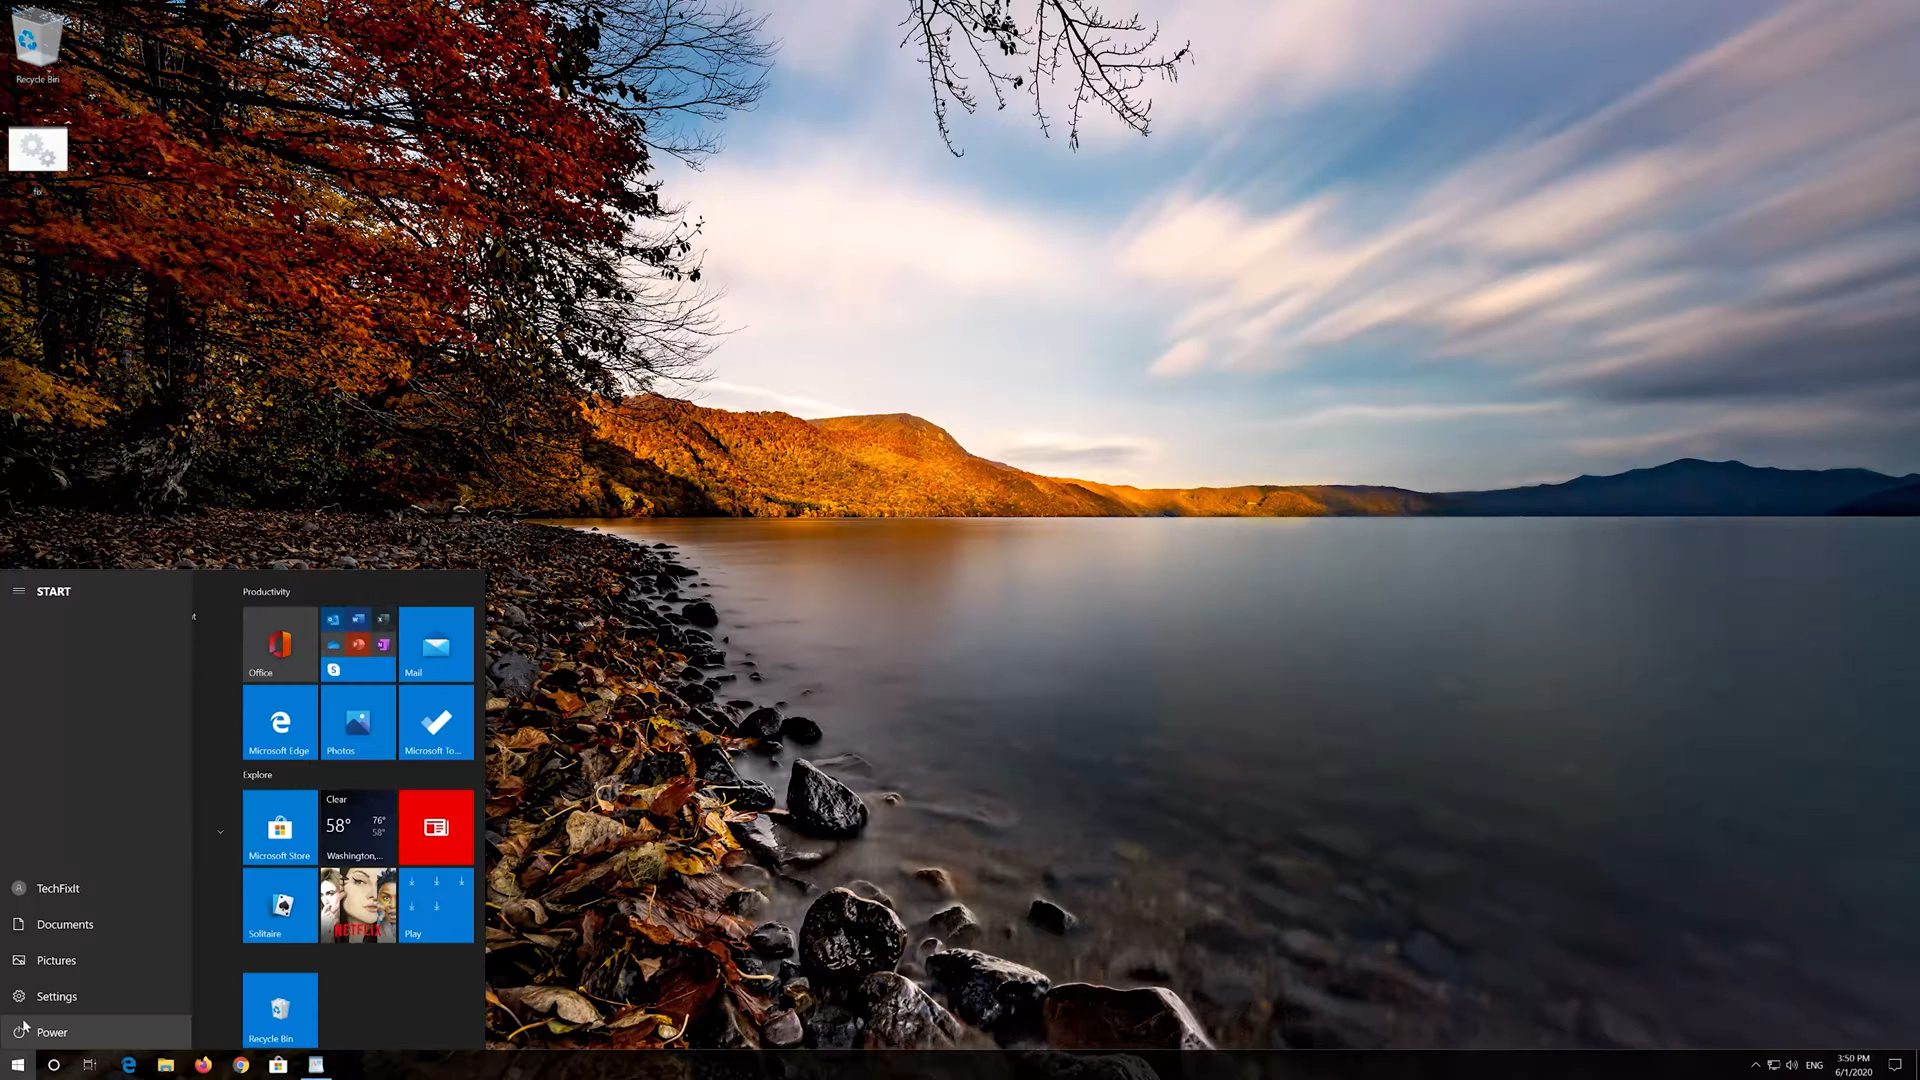 Recycle Bin
fix
START
Productivity
Office
Mail
Microsoft Edge
Photos
Microsoft To...
Explore
Microsoft Store
Clear
58°
76°
58°
Washington,...
Solitaire
NETFLIX
Play
Recycle Bin
TechFixIt
Documents
Pictures
Settings
Power
ENG
3:50 PM
6/1/2020